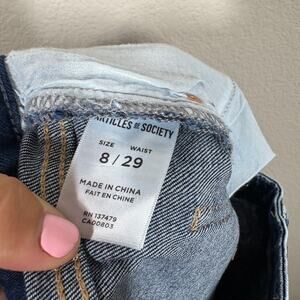 ARTICLES OF SOCIETY
SIZE WAIST
8 / 29
MADE IN CHINA
FAIT EN CHINE
RN 137479
CA00803